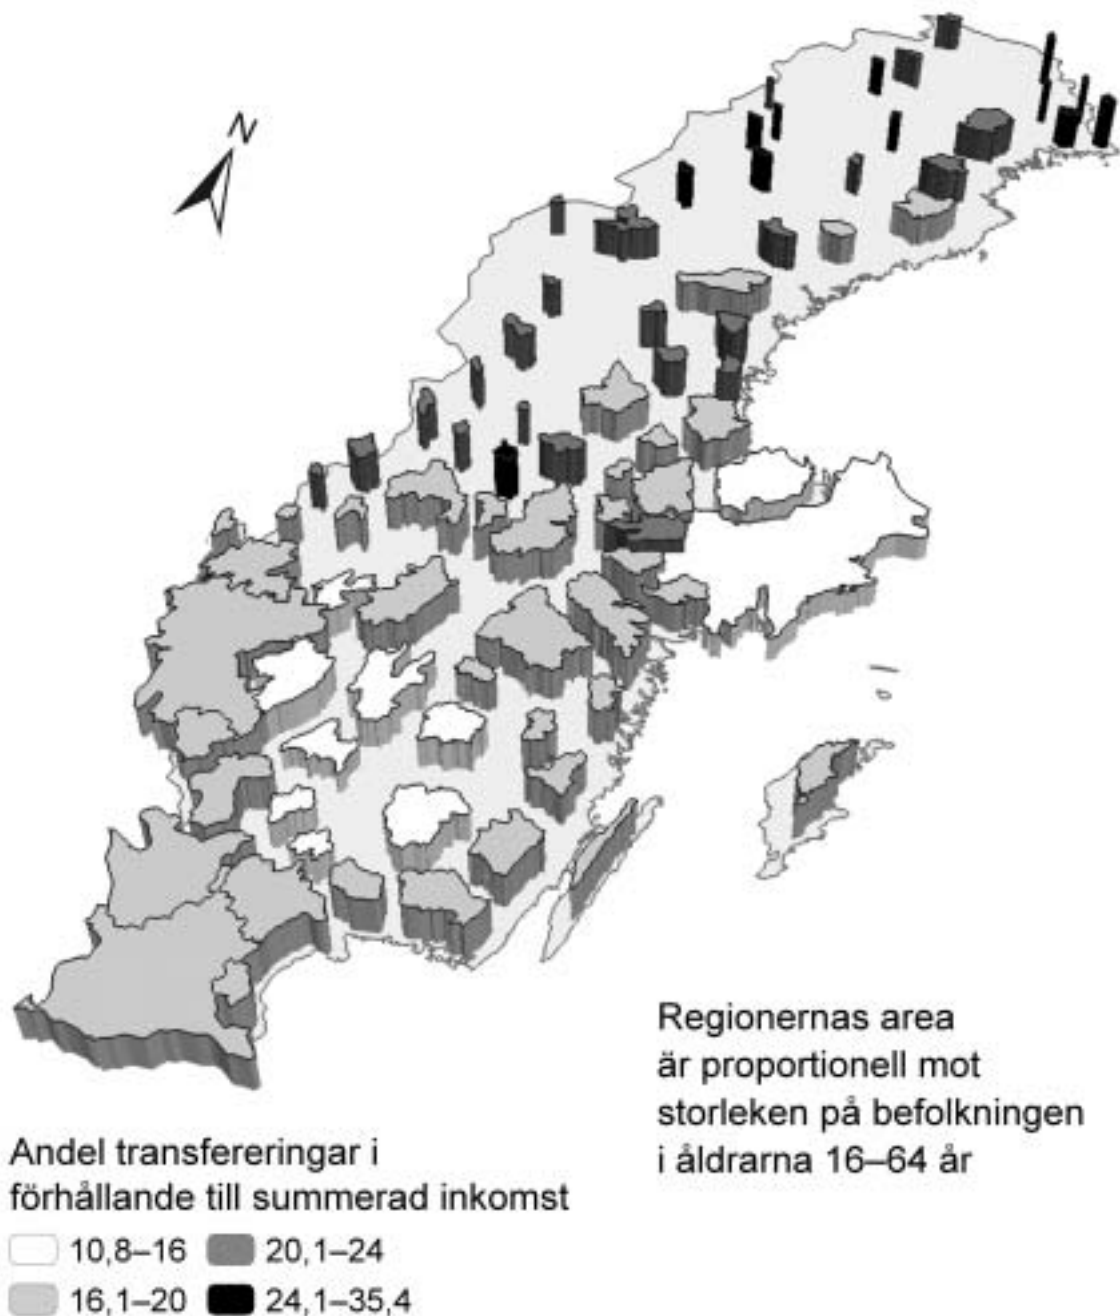 N
Regionernas area
är proportionell mot
storleken på befolkningen
i åldrarna 16–64 år
Andel transfereringar i
förhållande till summerad inkomst
10,8–16 20,1–24
16,1–20 24,1–35,4